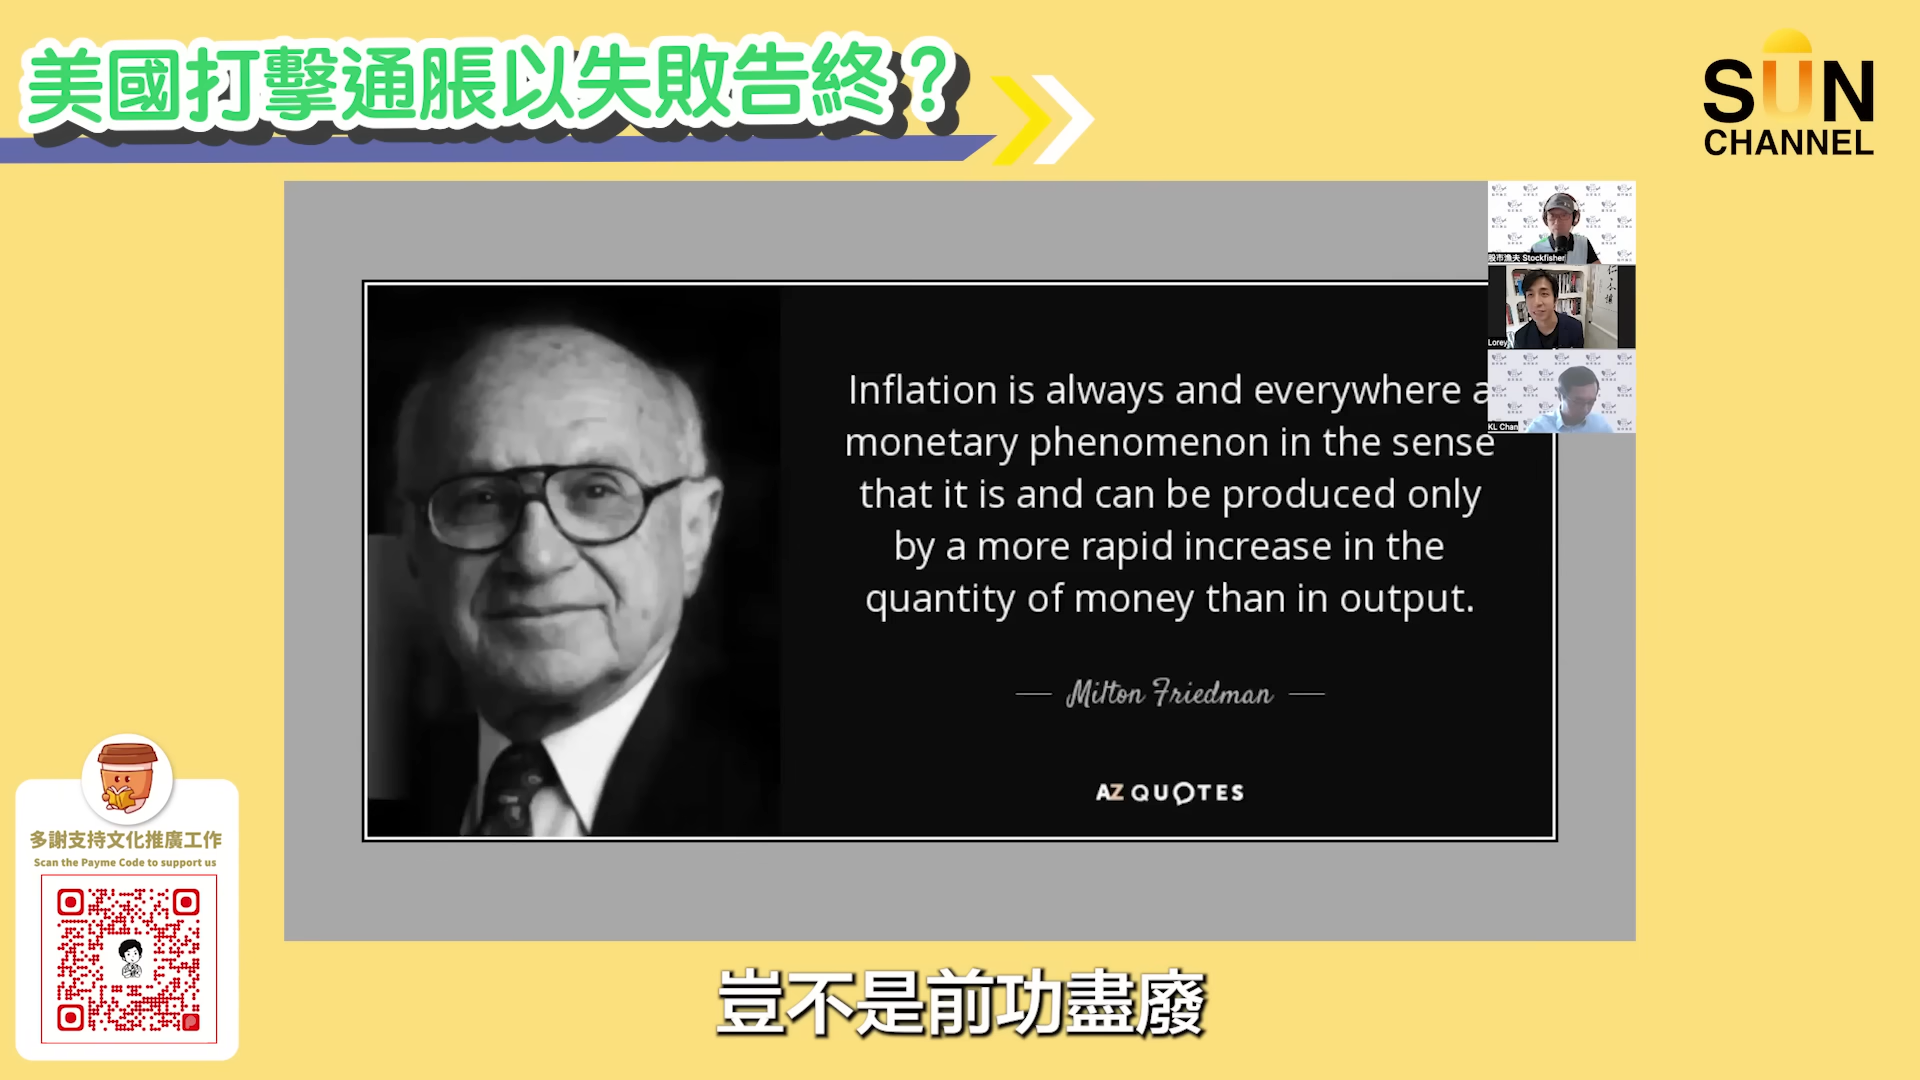 美國打擊通脹以失敗告終？
SUN
CHANNEL
股市漁夫 Stockfisher
Lorey
KL Chan
Inflation is always and everywhere a
monetary phenomenon in the sense
that it is and can be produced only
by a more rapid increase in the
quantity of money than in output.
Milton Friedman
AZ QUOTES
多謝支持文化推廣工作
Scan the Payme Code to support us
豈不是前功盡廢